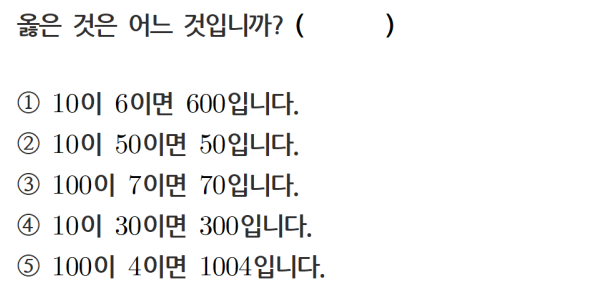 옳은 것은 어느 것입니까? (        )
① 10이 6이면 600입니다.
② 10이 50이면 50입니다.
③ 100이 7이면 70입니다.
④ 10이 30이면 300입니다.
⑤ 100이 4이면 1004입니다.